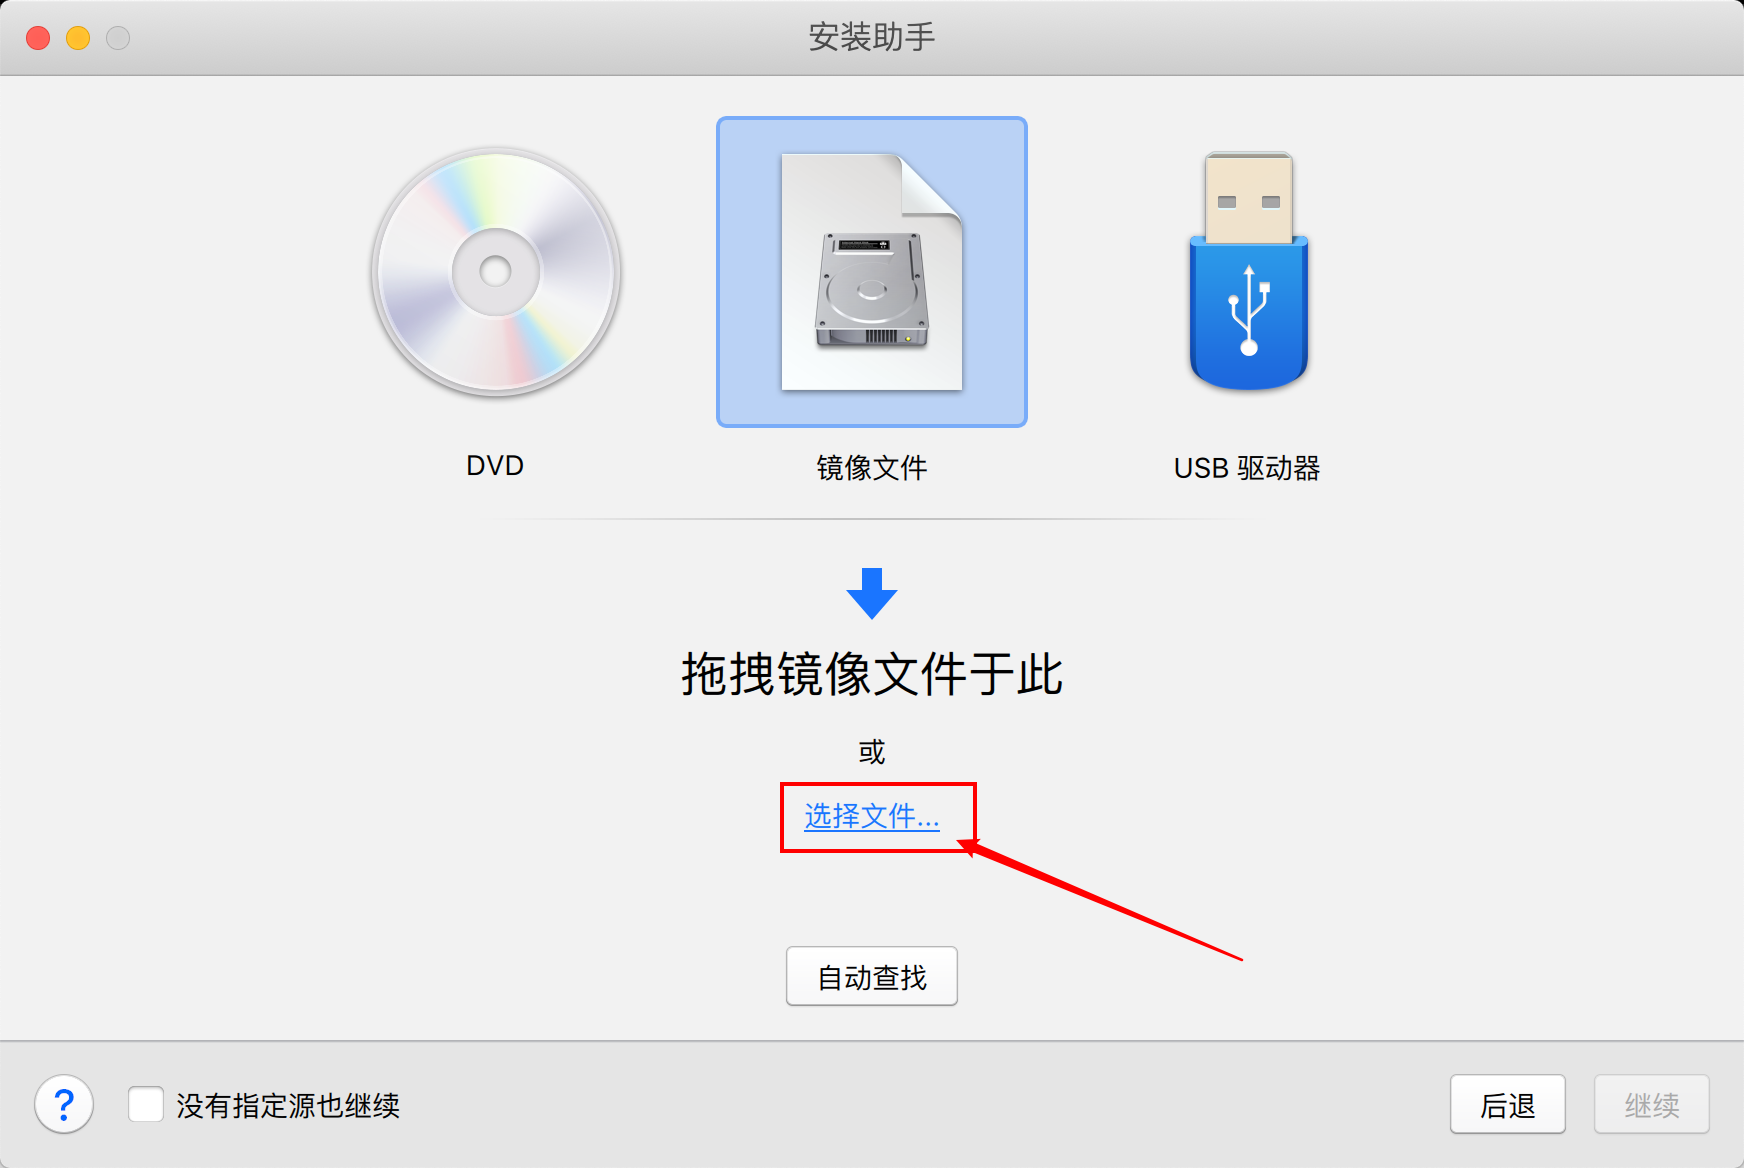 安装助手
DVD
镜像文件
USB 驱动器
拖拽镜像文件于此
或
选择文件...
自动查找
?
没有指定源也继续
后退
继续